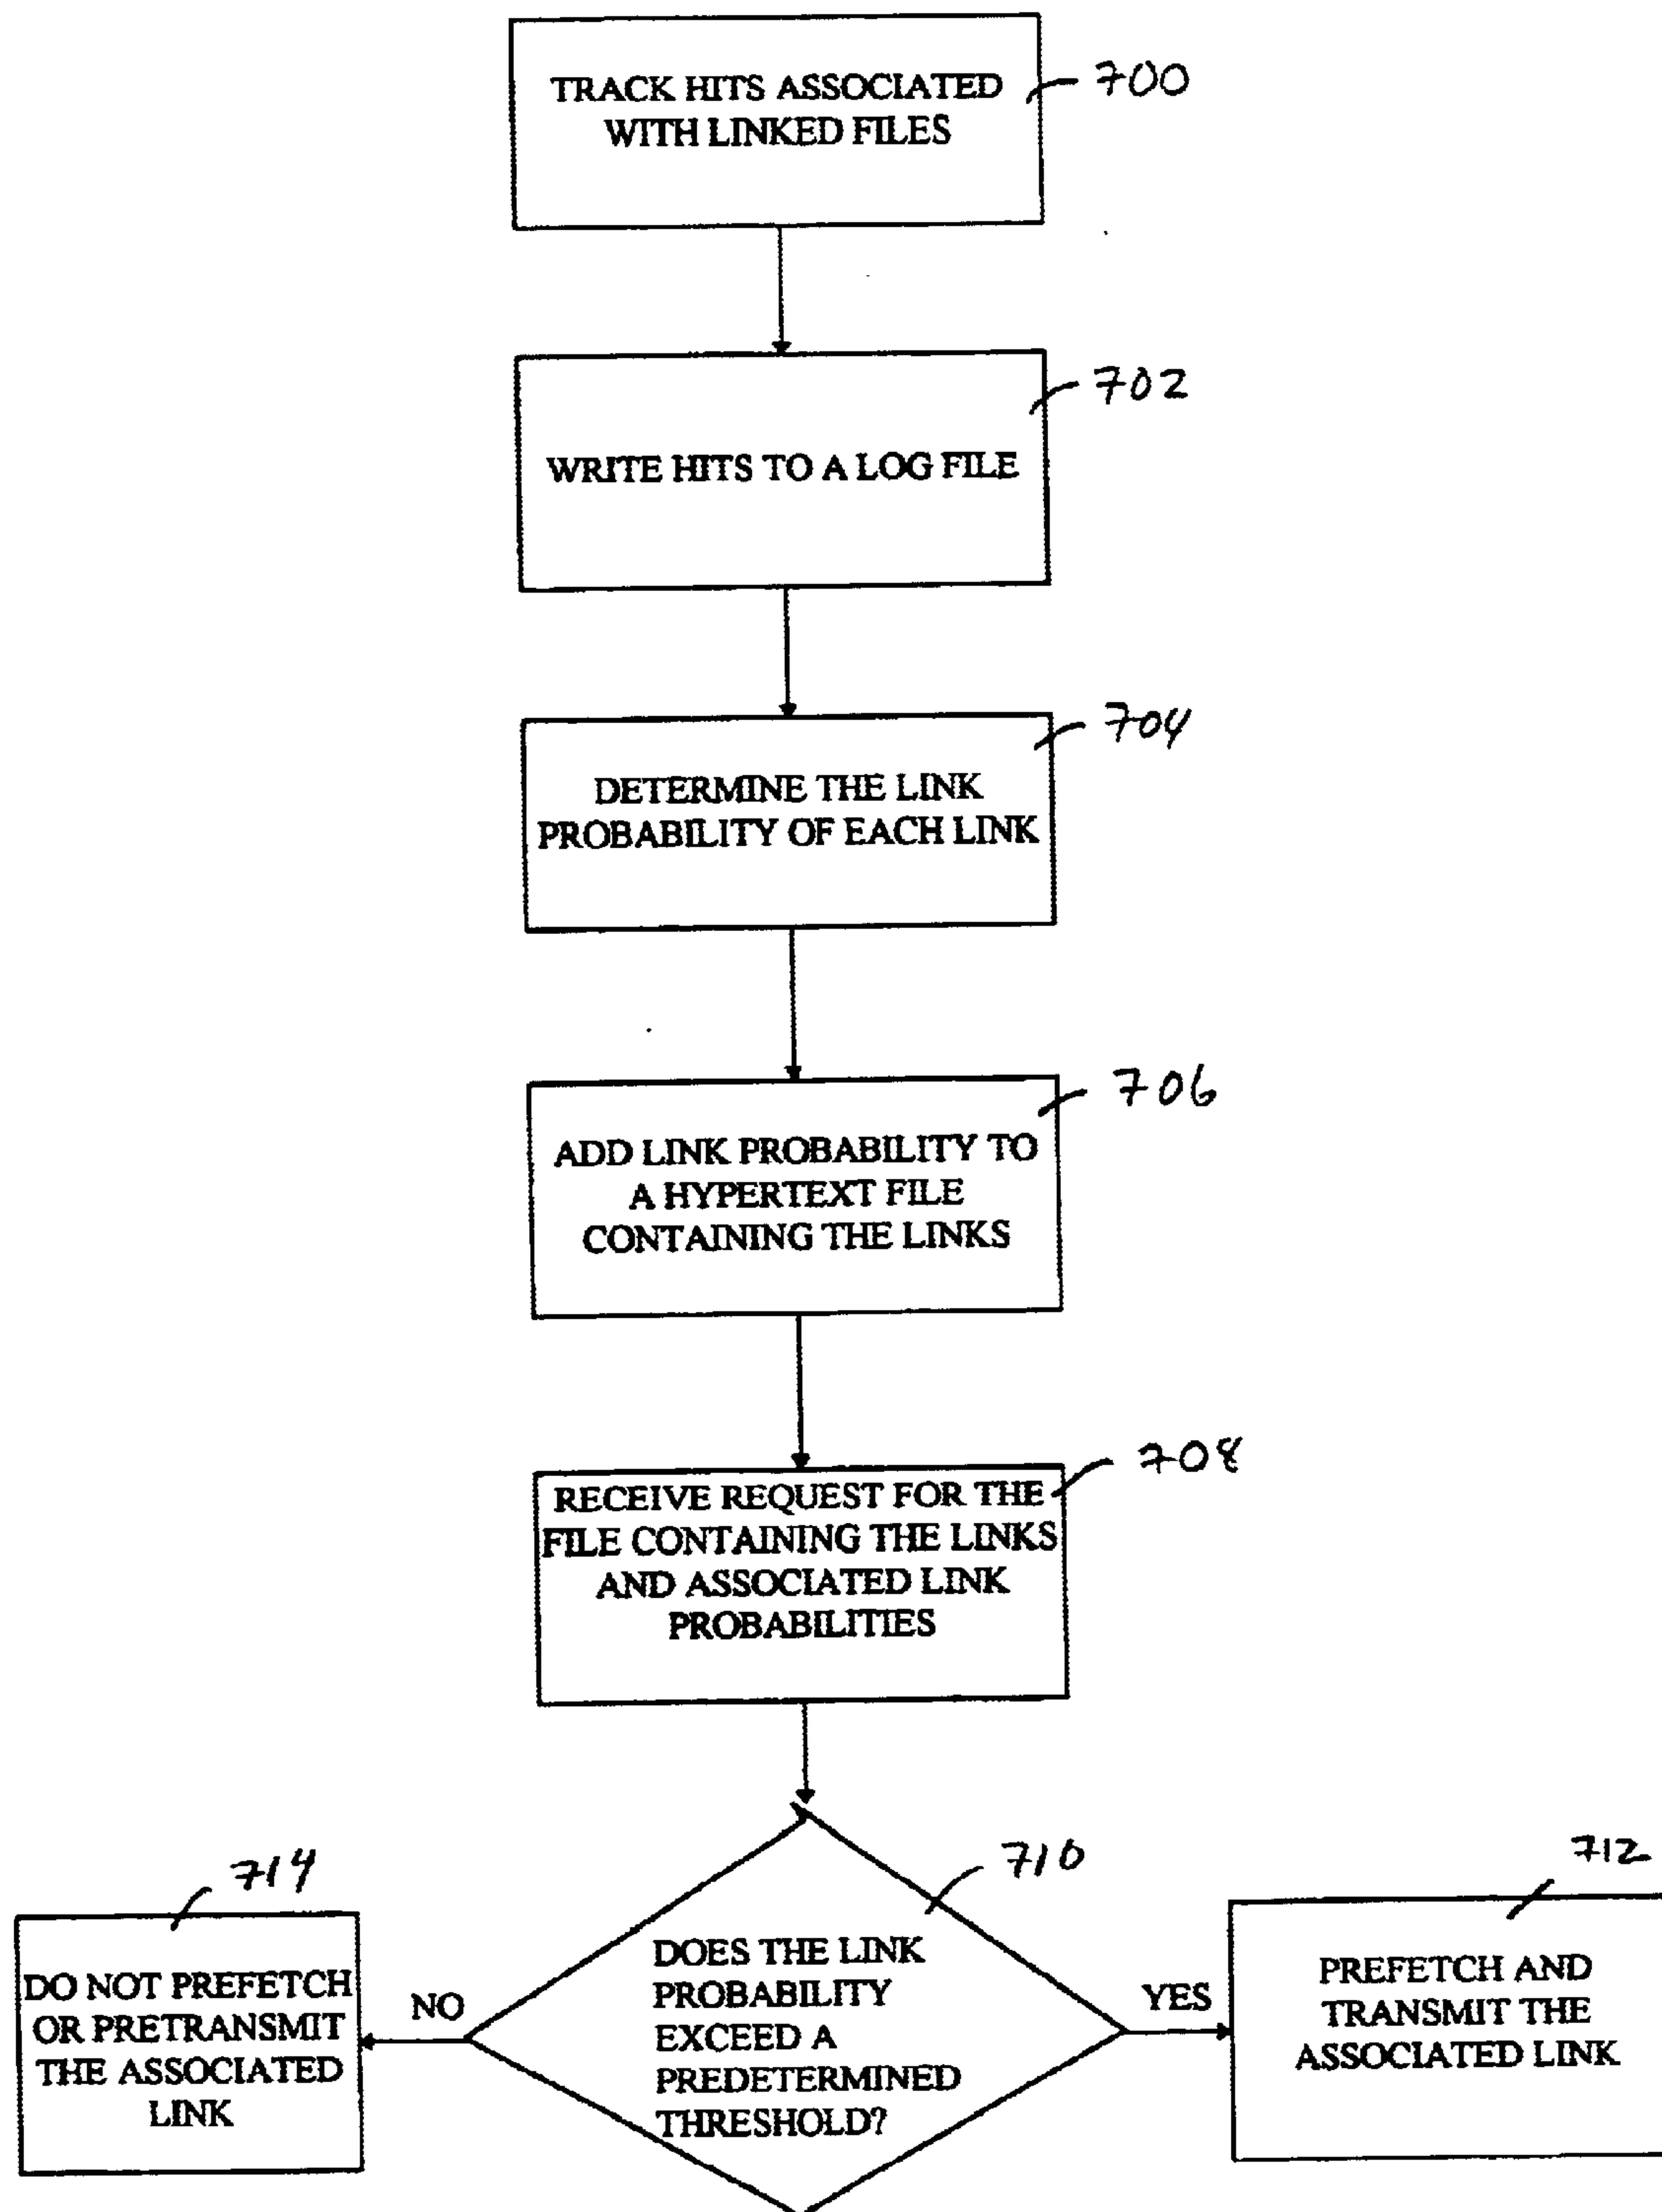 TRACK HITS ASSOCIATED
WITH LINKED FILES
700
WRITE HITS TO A LOG FILE
702
DETERMINE THE LINK
PROBABILITY OF EACH LINK
704
ADD LINK PROBABILITY TO
A HYPERTEXT FILE
CONTAINING THE LINKS
706
RECEIVE REQUEST FOR THE
FILE CONTAINING THE LINKS
AND ASSOCIATED LINK
PROBABILITIES
708
DOES THE LINK
PROBABILITY
EXCEED A
PREDETERMINED
THRESHOLD?
710
NO
DO NOT PREFETCH
OR PRETRANSMIT
THE ASSOCIATED
LINK
714
YES
PREFETCH AND
TRANSMIT THE
ASSOCIATED LINK
712